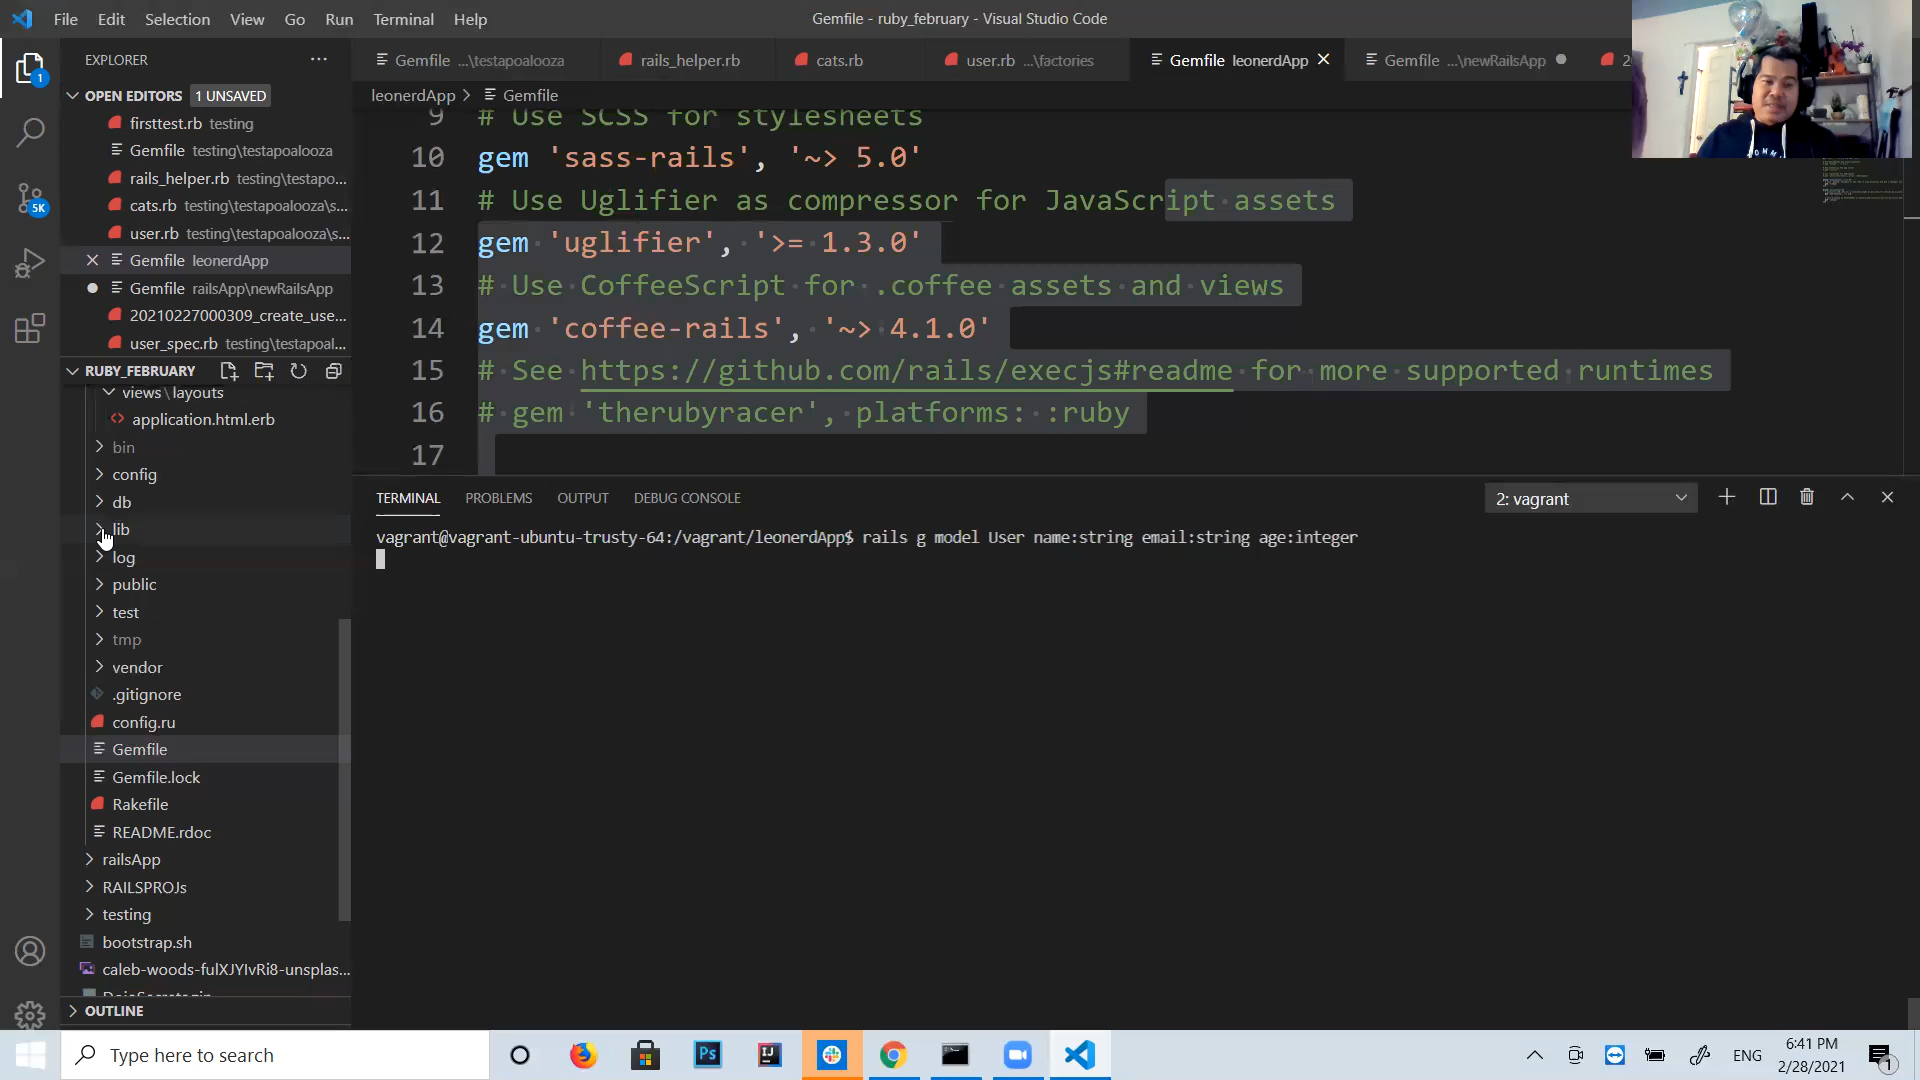 File Edit Selection View Go Run Terminal Help
Gemfile - ruby_february - Visual Studio Code
EXPLORER
Gemfile ...\testapoalooza
rails_helper.rb
cats.rb
user.rb ...\factories
Gemfile leonerdApp
Gemfile ...\newRailsApp
1
OPEN EDITORS 1 UNSAVED
firsttest.rb testing
Gemfile testing\testapoalooza
rails_helper.rb testing\testapo...
cats.rb testing\testapoalooza\s...
user.rb testing\testapoalooza\s...
Gemfile leonerdApp
Gemfile railsApp\newRailsApp
20210227000309_create_use...
user_spec.rb testing\testapoal...
5K
RUBY_FEBRUARY
views\layouts
application.html.erb
bin
config
db
lib
log
public
test
tmp
vendor
.gitignore
config.ru
Gemfile
Gemfile.lock
Rakefile
README.rdoc
railsApp
RAILSPROJs
testing
bootstrap.sh
caleb-woods-fulXJYIvRi8-unsplas...
OUTLINE
leonerdApp > Gemfile
9 # Use SCSS for stylesheets
10 gem 'sass-rails', '~> 5.0'
11 # Use Uglifier as compressor for JavaScript assets
12 gem 'uglifier', '>= 1.3.0'
13 # Use CoffeeScript for .coffee assets and views
14 gem 'coffee-rails', '~> 4.1.0'
15 # See https://github.com/rails/execjs#readme for more supported runtimes
16 # gem 'therubyracer', platforms: :ruby
17
TERMINAL PROBLEMS OUTPUT DEBUG CONSOLE
2: vagrant
vagrant@vagrant-ubuntu-trusty-64:/vagrant/leonerdApp$ rails g model User name:string email:string age:integer
Type here to search
Ps
IJ
ENG
6:41 PM
2/28/2021
1